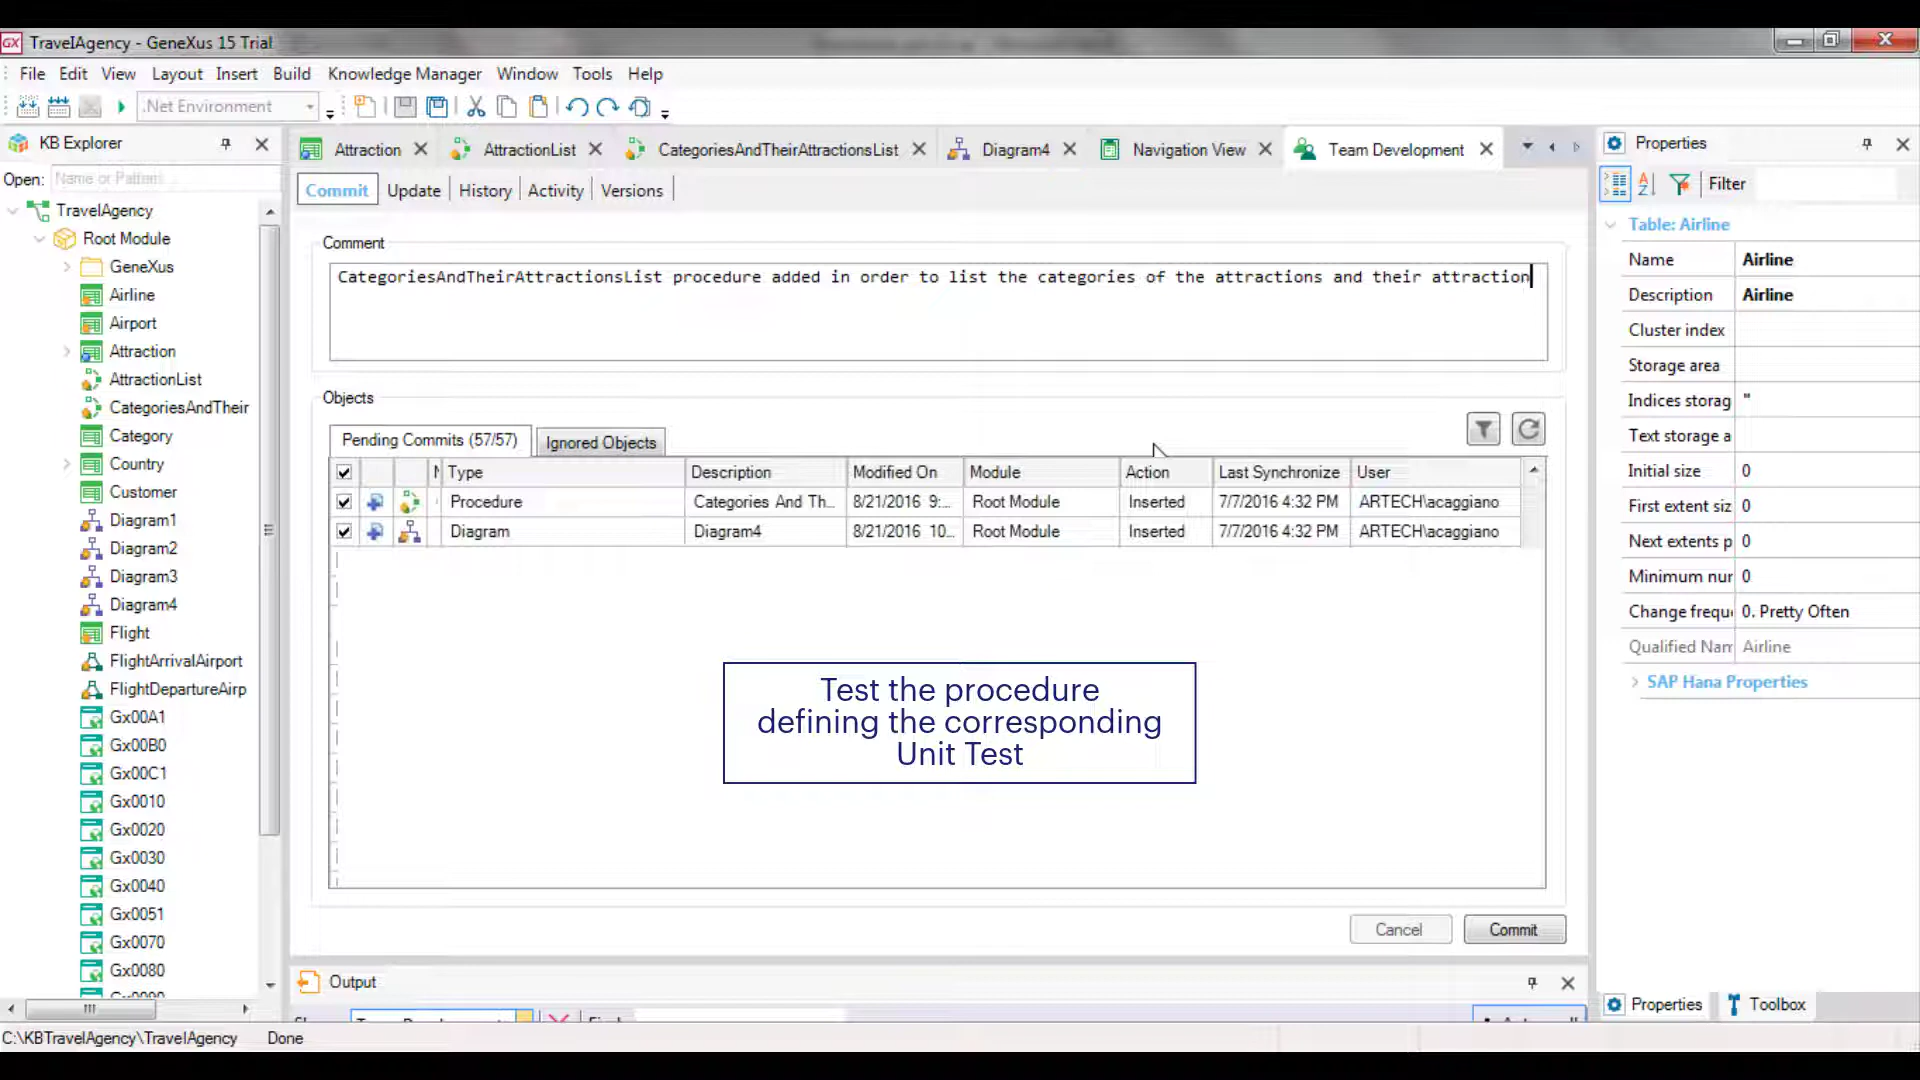 TravelAgency - GeneXus 15 Trial
File Edit View Layout Insert Build Knowledge Manager Window Tools Help
.Net Environment
KB Explorer
Open: Name or Pattern...
TravelAgency
Root Module
GeneXus
Airline
Airport
Attraction
AttractionList
CategoriesAndTheir
Category
Country
Customer
Diagram1
Diagram2
Diagram3
Diagram4
Flight
FlightArrivalAirport
FlightDepartureAirp
Gx00A1
Gx00B0
Gx00C1
Gx0010
Gx0020
Gx0030
Gx0040
Gx0051
Gx0070
Gx0080
Attraction AttractionList CategoriesAndTheirAttractionsList Diagram4 Navigation View Team Development
Commit Update History Activity Versions
Comment
CategoriesAndTheirAttractionsList procedure added in order to list the categories of the attractions and their attraction
Objects
Pending Commits (57/57) Ignored Objects
Type Description Modified On Module Action Last Synchronize User
Procedure Categories And Th... 8/21/2016 9:... Root Module Inserted 7/7/2016 4:32 PM ARTECH\acaggiano
Diagram Diagram4 8/21/2016 10... Root Module Inserted 7/7/2016 4:32 PM ARTECH\acaggiano
Test the procedure
defining the corresponding
Unit Test
Cancel Commit
Output
Properties
Filter
Table: Airline
Name Airline
Description Airline
Cluster index
Storage area
Indices storag "
Text storage a
Initial size 0
First extent siz 0
Next extents p 0
Minimum nur 0
Change frequ 0. Pretty Often
Qualified Nam Airline
SAP Hana Properties
Properties Toolbox
C:\KBTravelAgency\TravelAgency Done